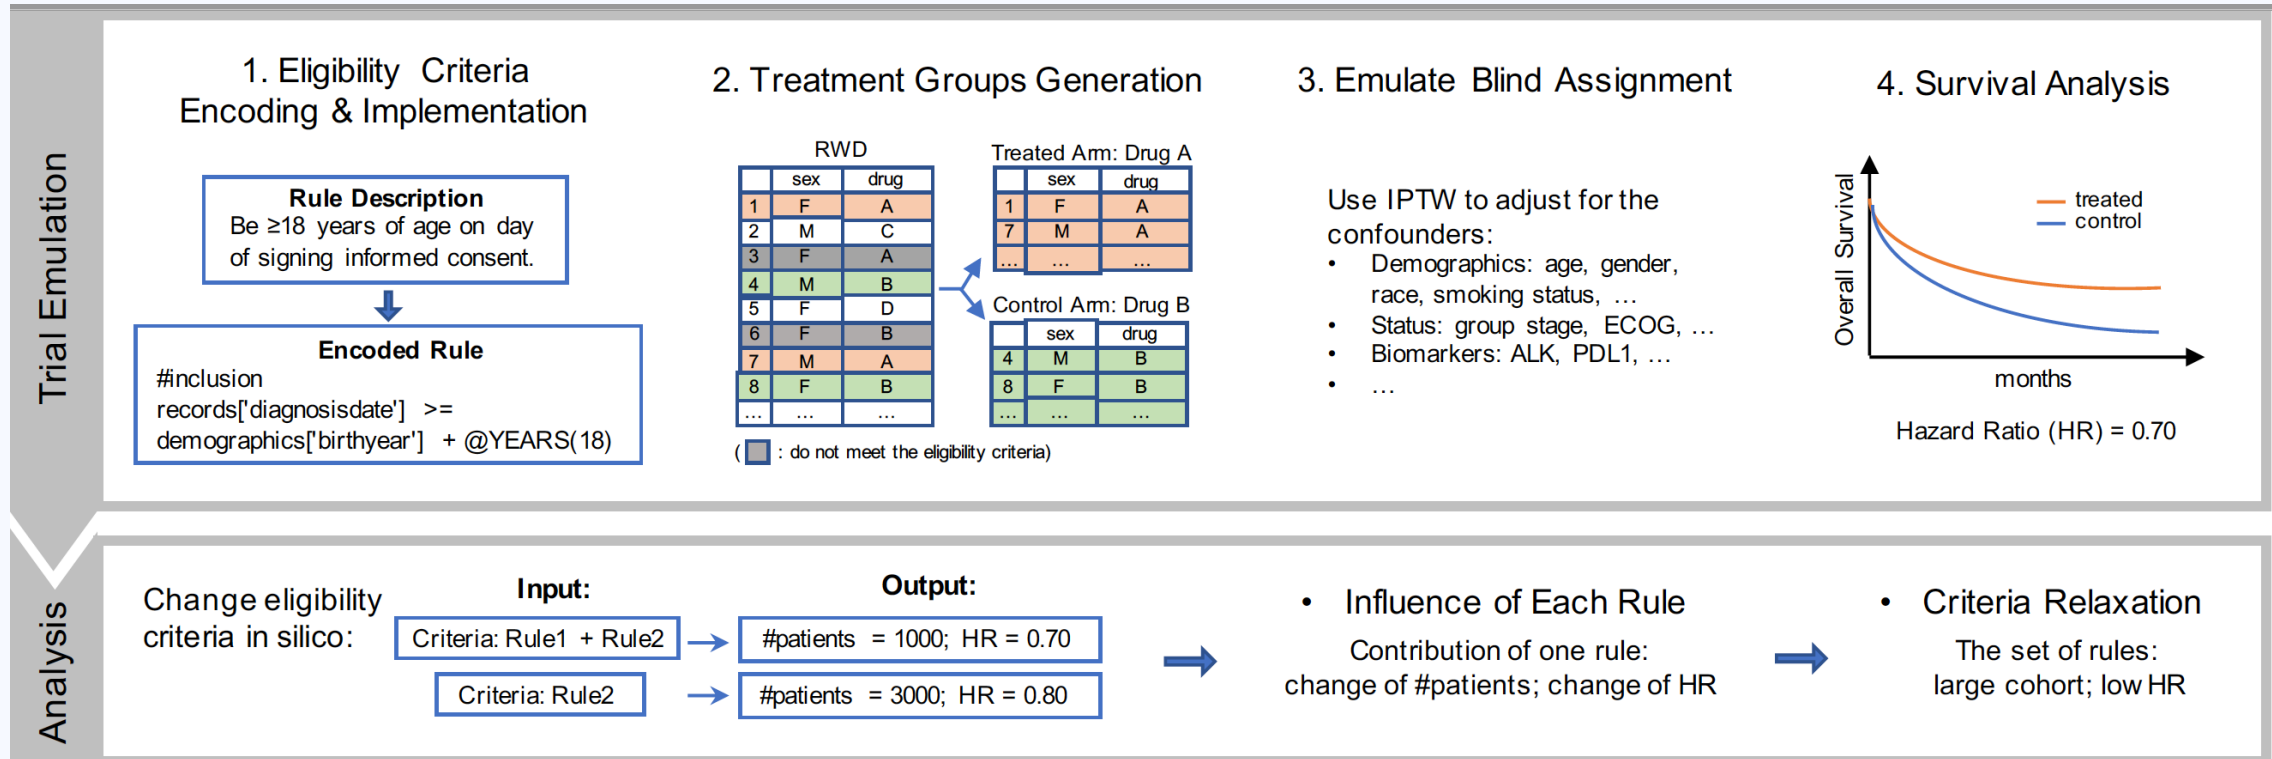 Trial Emulation
1. Eligibility Criteria
Encoding & Implementation
Rule Description
Be ≥18 years of age on day
of signing informed consent.
Encoded Rule
#inclusion
records['diagnosisdate'] >=
demographics['birthyear'] + @YEARS(18)
2. Treatment Groups Generation
RWD
sex drug
1 F A
2 M C
3 F A
4 M B
5 F D
6 F B
7 M A
8 F B
... ... ...
( : do not meet the eligibility criteria)
Treated Arm: Drug A
sex drug
1 F A
7 M A
... ... ...
Control Arm: Drug B
sex drug
4 M B
8 F B
... ... ...
3. Emulate Blind Assignment
Use IPTW to adjust for the
confounders:
• Demographics: age, gender,
race, smoking status, ...
• Status: group stage, ECOG, ...
• Biomarkers: ALK, PDL1, ...
• ...
4. Survival Analysis
Overall Survival
treated
control
months
Hazard Ratio (HR) = 0.70
Analysis
Change eligibility
criteria in silico:
Input:
Criteria: Rule1 + Rule2
Criteria: Rule2
Output:
#patients = 1000; HR = 0.70
#patients = 3000; HR = 0.80
• Influence of Each Rule
Contribution of one rule:
change of #patients; change of HR
• Criteria Relaxation
The set of rules:
large cohort; low HR